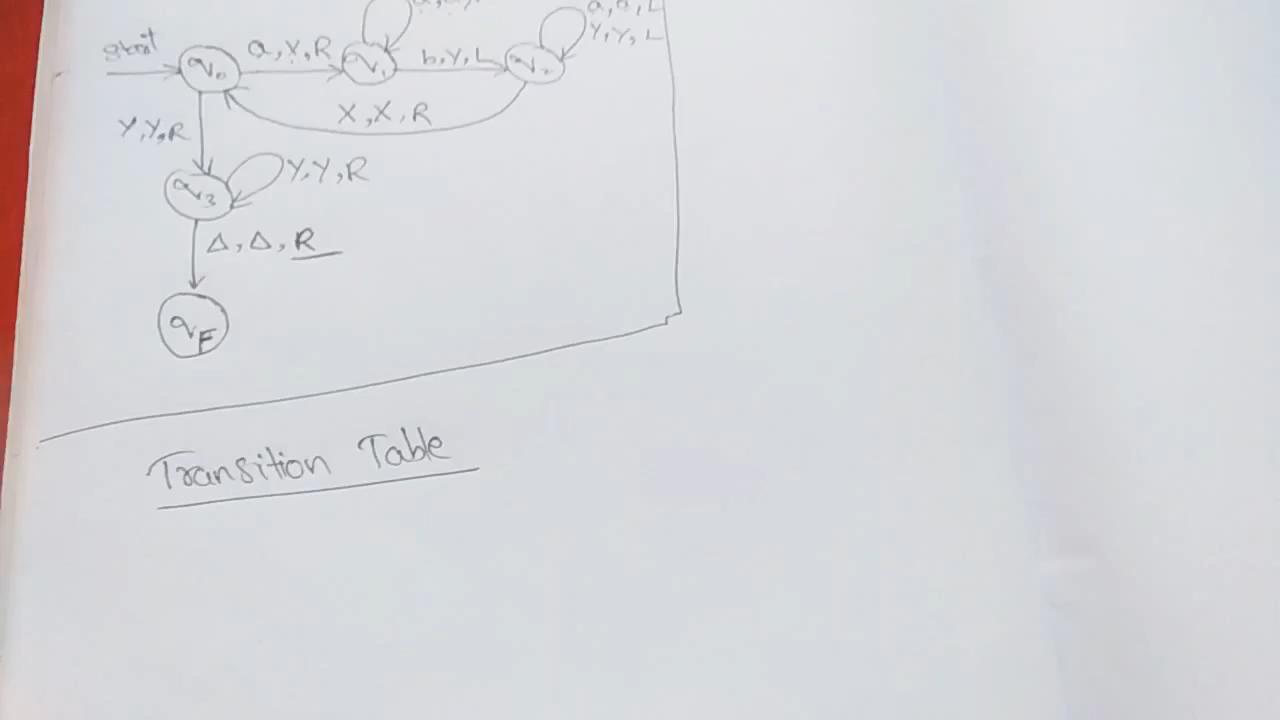 a, a, L
start a, X, R q1 b, Y, L q2 Y, Y, L
q0
X, X, R
Y, Y, R
q3 Y, Y, R
Δ, Δ, R
qF
Transition Table